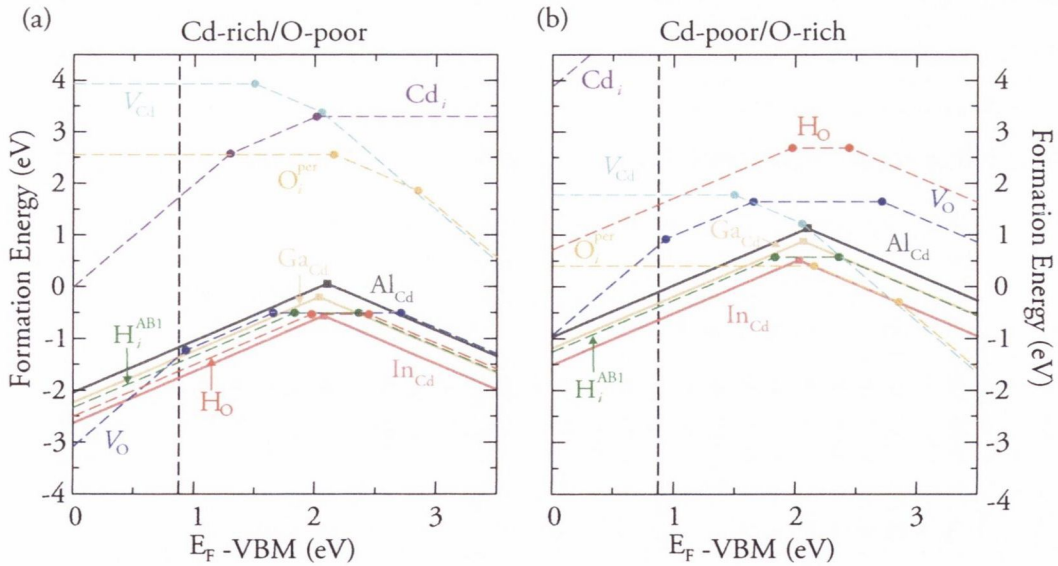 (a)
Cd-rich/O-poor
Formation Energy (eV)
4
3
2
1
0
-1
-2
-3
-4
V_Cd
Cd_i
O_i^per
Ga_Cd
Al_Cd
H_i^AB1
In_Cd
H_O
V_O
0 1 2 3
E_F -VBM (eV)
(b)
Cd-poor/O-rich
Cd_i
H_O
V_Cd
V_O
Ga_Cd
Al_Cd
O_i^per
In_Cd
H_i^AB1
4
3
2
1
0
-1
-2
-3
-4
Formation Energy (eV)
0 1 2 3
E_F -VBM (eV)